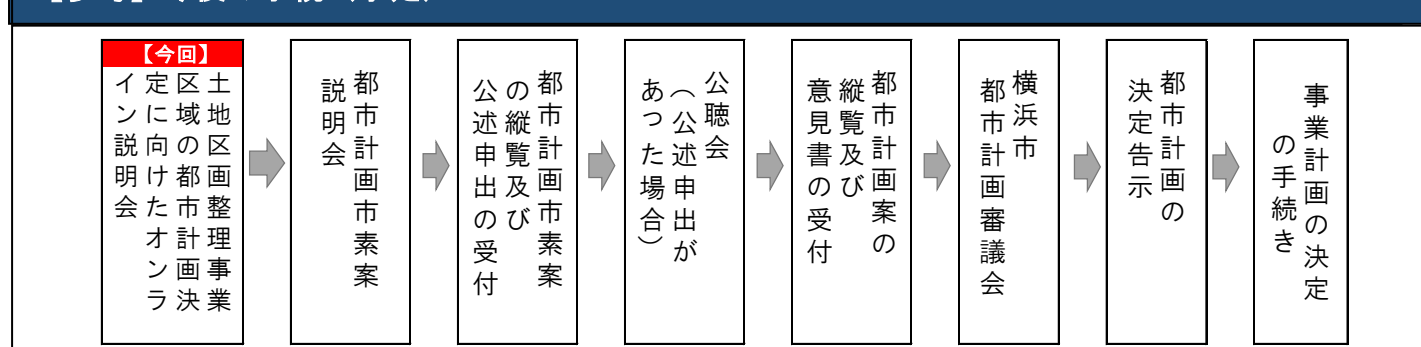 【今回】
土地区画整理事業
区域の都市計画決
定に向けたオンラ
イン説明会
都市計画市素案
説明会
都市計画市素案
の縦覧及び
公述申出の受付
公聴会
（公述申出が
あった場合）
都市計画案の
縦覧及び
意見書の受付
横浜市
都市計画審議会
都市計画の
決定告示
事業計画の決定
の手続き